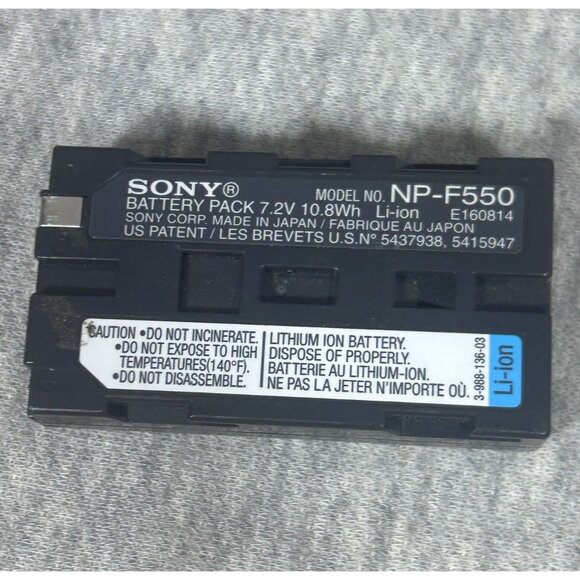 SONY® MODEL NO. NP-F550
BATTERY PACK 7.2V 10.8Wh Li-ion E160814
SONY CORP. MADE IN JAPAN / FABRIQUE AU JAPON
US PATENT / LES BREVETS U.S.N° 5437938, 5415947
CAUTION •DO NOT INCINERATE.
•DO NOT EXPOSE TO HIGH
TEMPERATURES(140°F).
•DO NOT DISASSEMBLE.
LITHIUM ION BATTERY.
DISPOSE OF PROPERLY.
BATTERIE AU LITHIUM-ION.
NE PAS LA JETER N'IMPORTE OÙ.
3-988-136-03
Li-ion